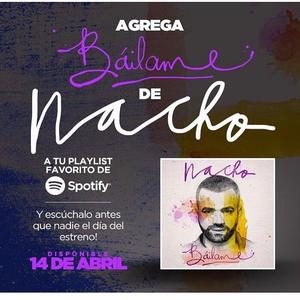 AGREGA
Báilame
DE
Nacho
A TU PLAYLIST
FAVORITO DE
Spotify
Y escúchalo antes
que nadie el día del
estreno!
DISPONIBLE
14 DE ABRIL
Nacho
Báilame